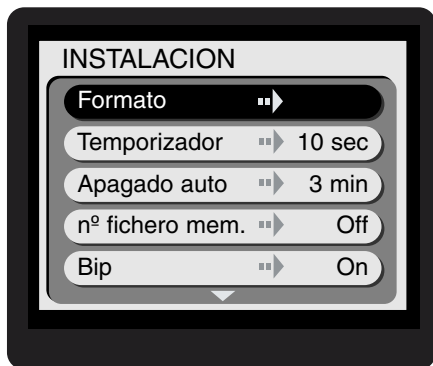 INSTALACION
Formato
Temporizador 10 sec
Apagado auto 3 min
nº fichero mem. Off
Bip On